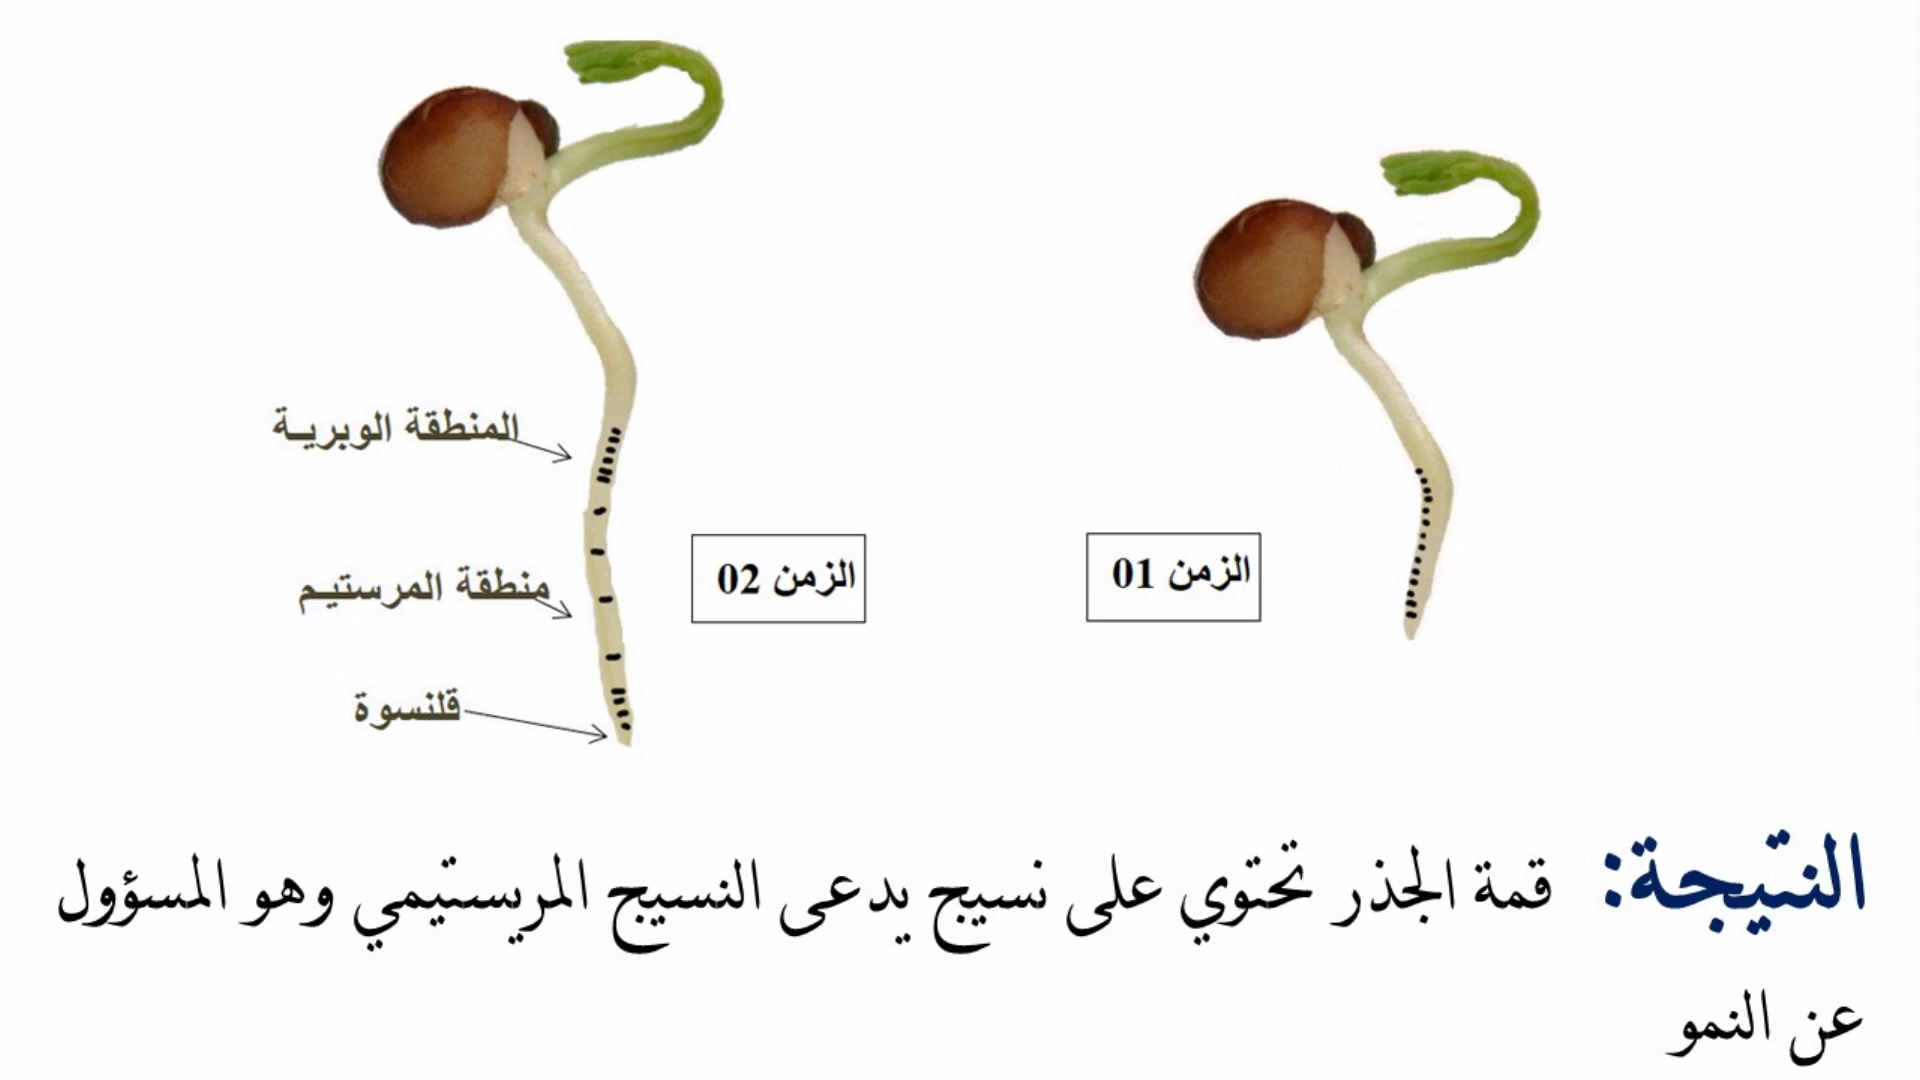 المنطقة الوبرية
الزمن 01
الزمن 02
منطقة المرستيم
قلنسوة
النتيجة: قمة الجذر تحتوي على نسيج يدعى النسيج المريستيمي وهو المسؤول
عن النمو